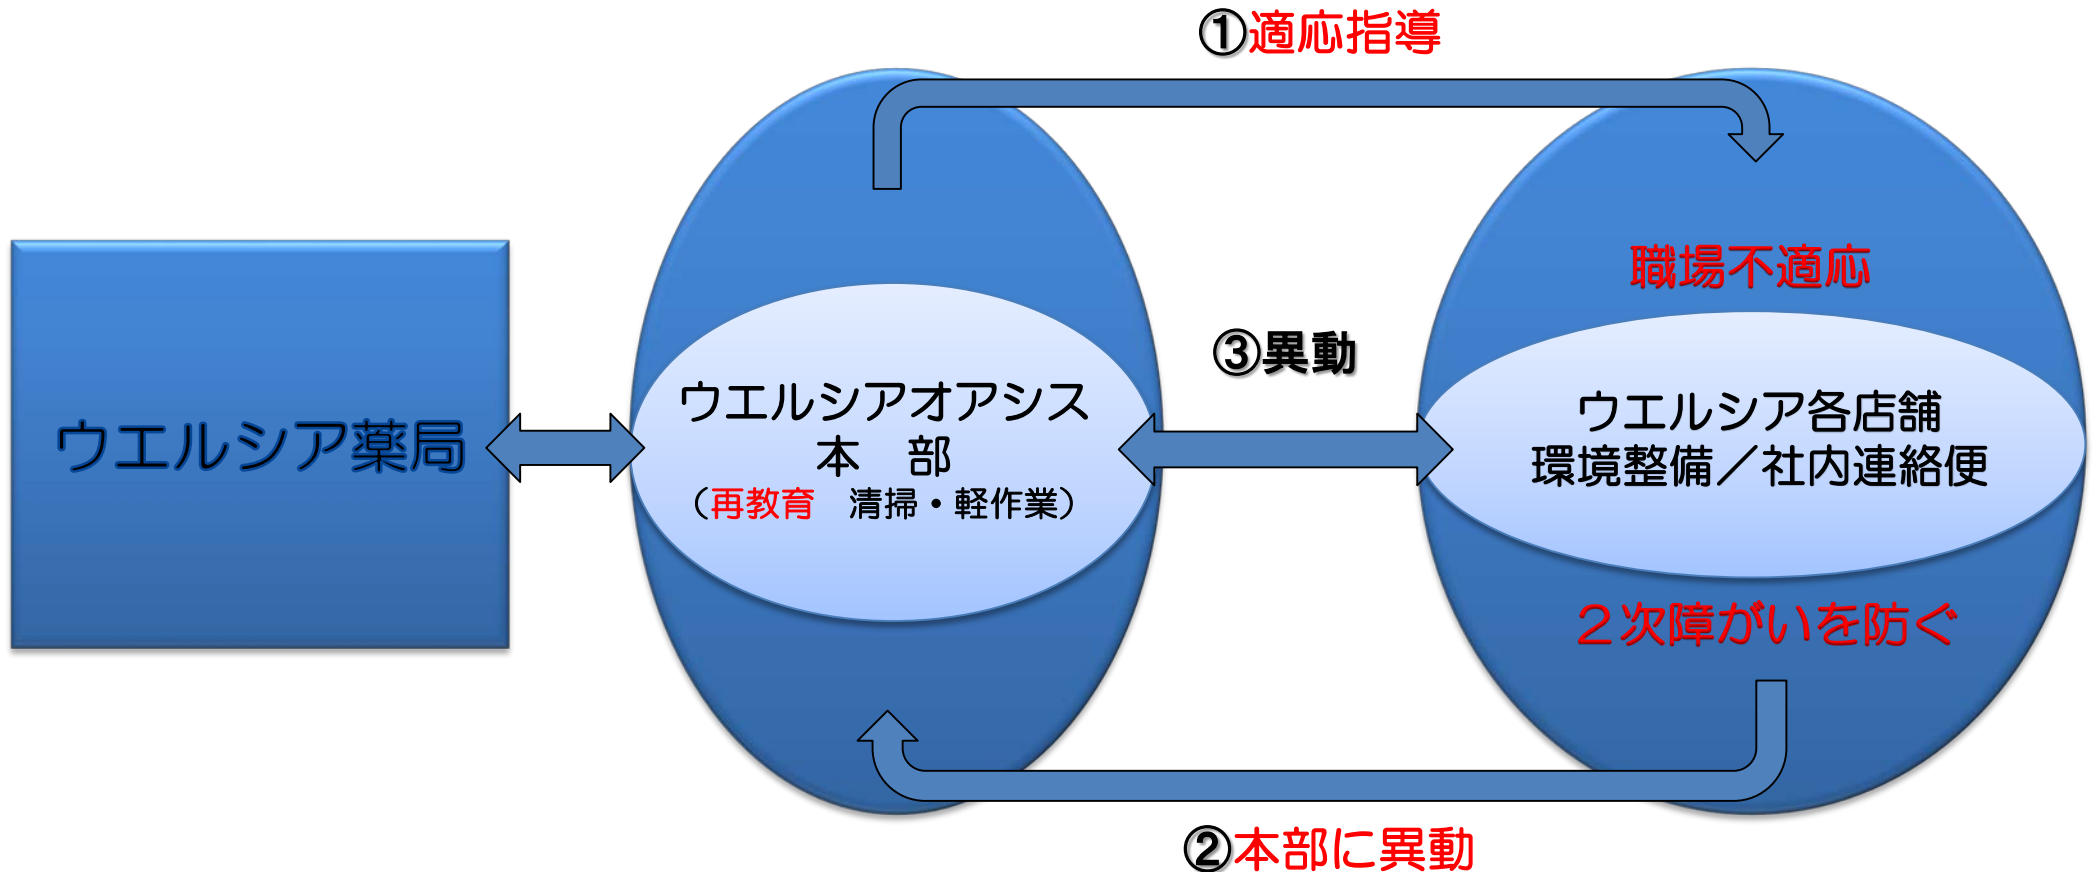 ①適応指導
職場不適応
③異動
ウエルシア薬局
ウエルシアオアシス
本　部
（再教育　清掃・軽作業）
ウエルシア各店舗
環境整備／社内連絡便
２次障がいを防ぐ
②本部に異動